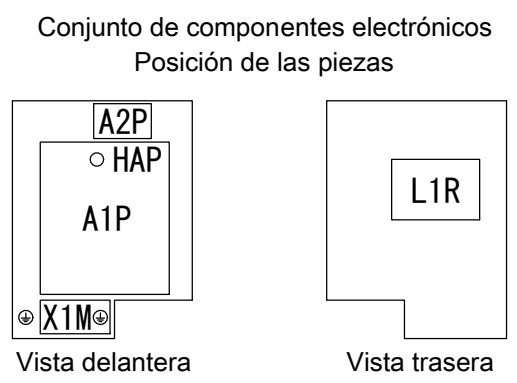 Conjunto de componentes electrónicos
Posición de las piezas
A2P
HAP
A1P
L1R
X1M
Vista delantera
Vista trasera